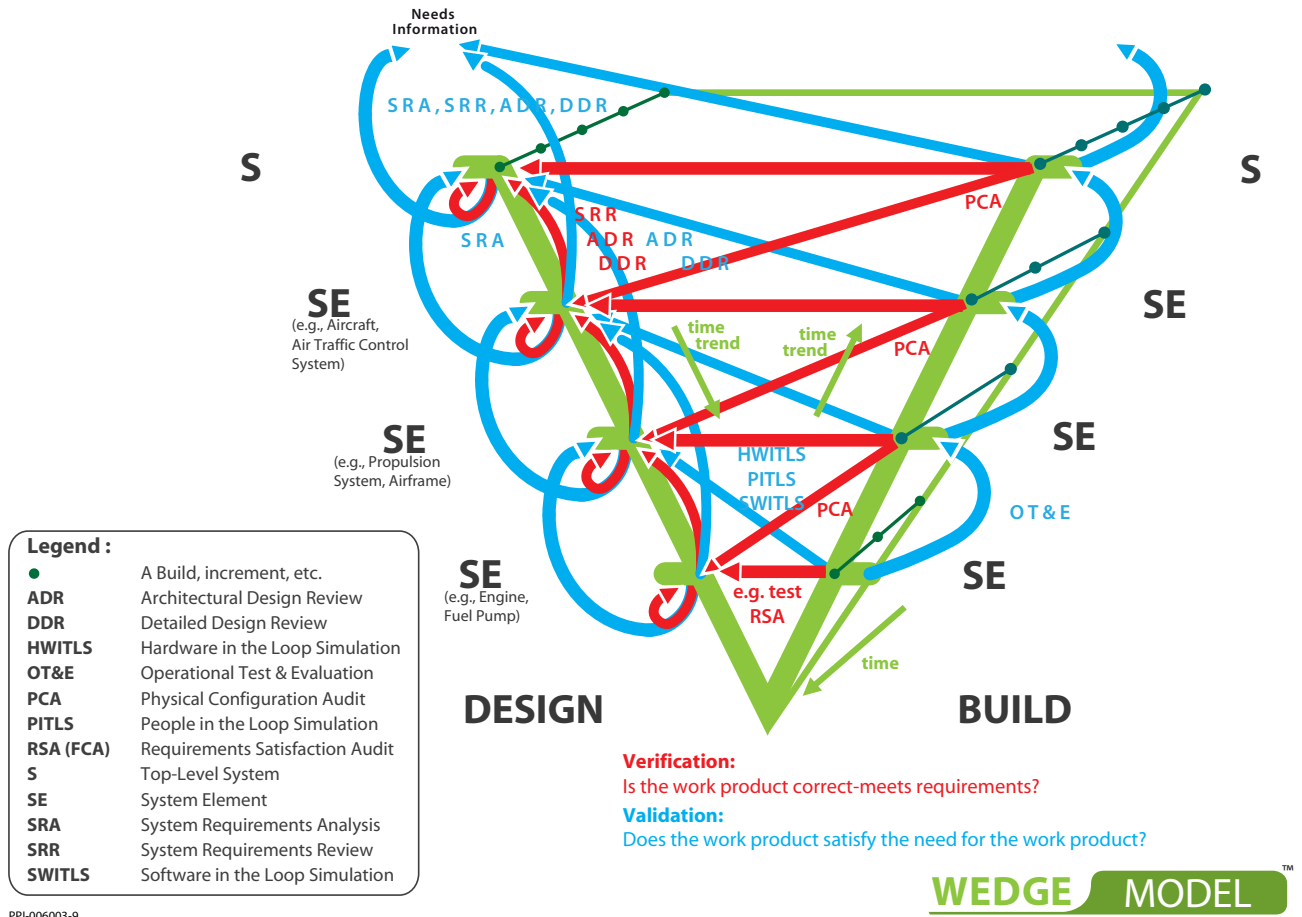 Needs
Information
SRA, SRR, ADR, DDR
S
S
PCA
SRR
SRA
ADR ADR
DDR DDR
SE
(e.g., Aircraft,
Air Traffic Control
System)
SE
time
trend
time
trend
PCA
SE
(e.g., Propulsion
System, Airframe)
SE
HWITLS
PITLS
SWITLS
PCA
OT&E
SE
(e.g., Engine,
Fuel Pump)
SE
e.g. test
RSA
time
DESIGN
BUILD
Legend :
A Build, increment, etc.
ADR Architectural Design Review
DDR Detailed Design Review
HWITLS Hardware in the Loop Simulation
OT&E Operational Test & Evaluation
PCA Physical Configuration Audit
PITLS People in the Loop Simulation
RSA (FCA) Requirements Satisfaction Audit
S Top-Level System
SE System Element
SRA System Requirements Analysis
SRR System Requirements Review
SWITLS Software in the Loop Simulation
Verification:
Is the work product correct-meets requirements?
Validation:
Does the work product satisfy the need for the work product?
WEDGE MODEL ™
PPI-006003-9